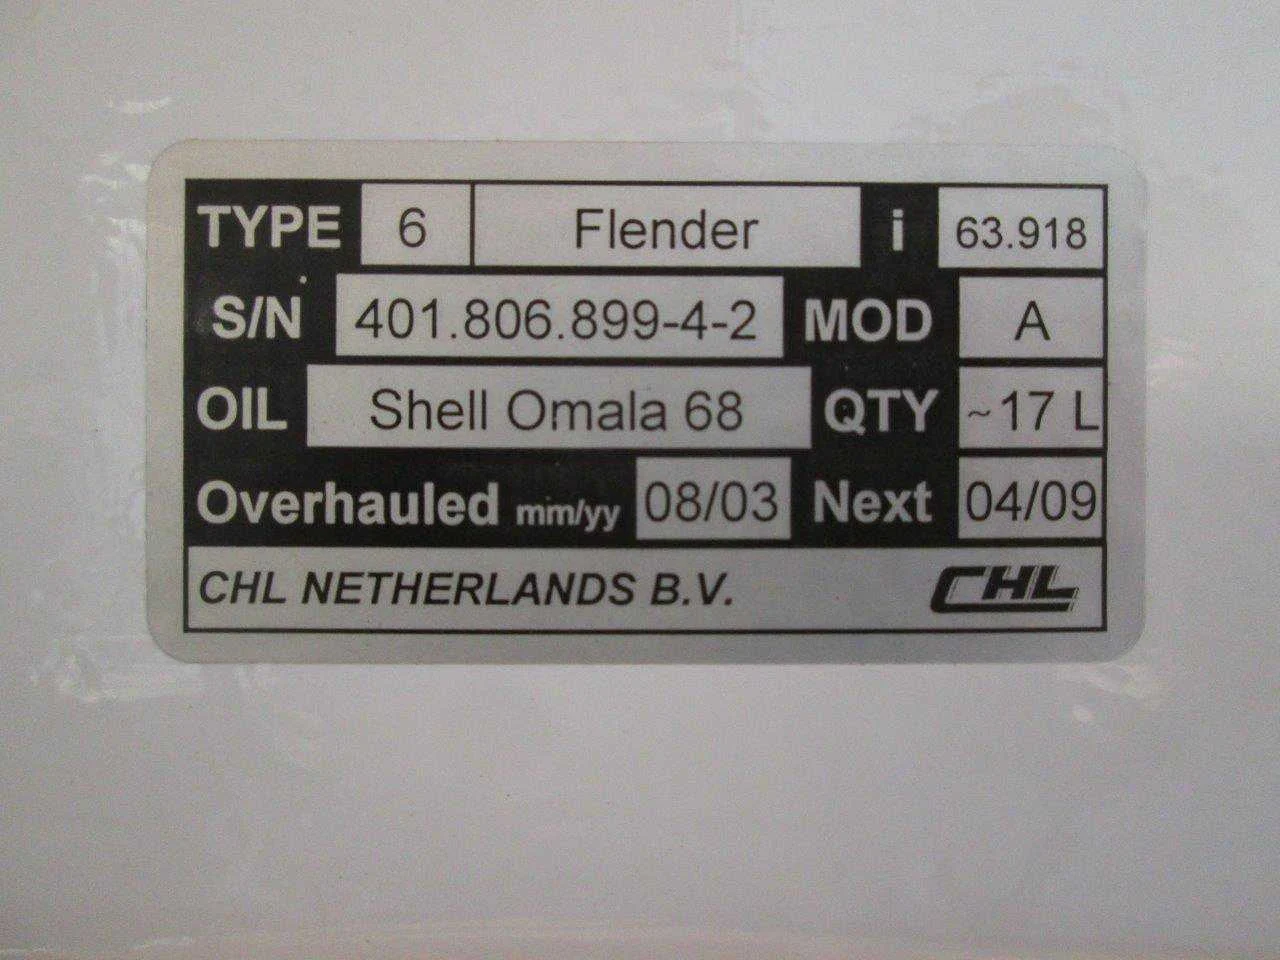 TYPE 6 Flender i 63.918
S/N 401.806.899-4-2 MOD A
OIL Shell Omala 68 QTY ~17 L
Overhauled mm/yy 08/03 Next 04/09
CHL NETHERLANDS B.V. CHL